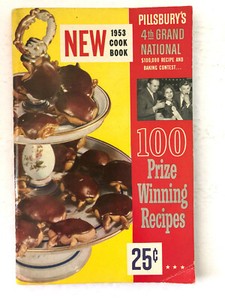 NEW
1953
COOK
BOOK
PILLSBURY'S
4th GRAND
NATIONAL
$100,000 RECIPE AND
BAKING CONTEST...
100
Prize
Winning
Recipes
25¢